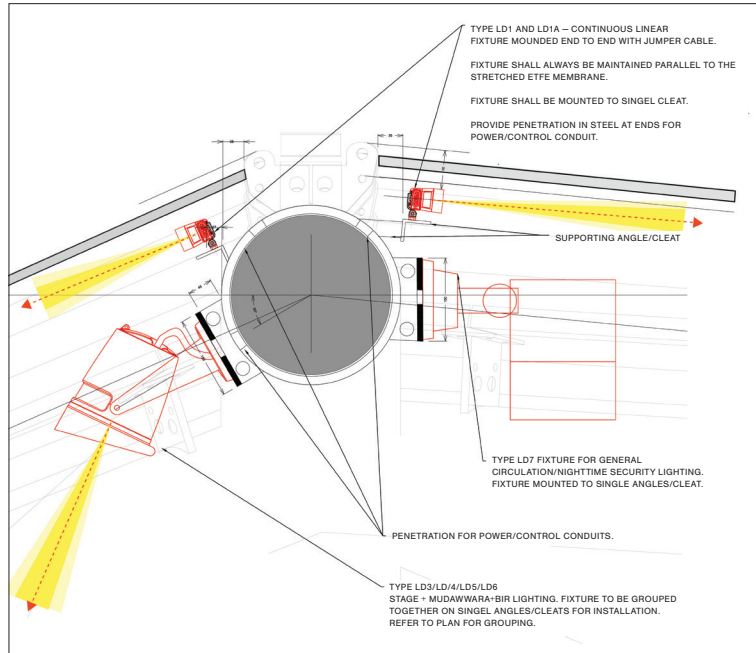 TYPE LD1 AND LD1A – CONTINUOUS LINEAR
FIXTURE MOUNDED END TO END WITH JUMPER CABLE.
FIXTURE SHALL ALWAYS BE MAINTAINED PARALLEL TO THE
STRETCHED ETFE MEMBRANE.
FIXTURE SHALL BE MOUNTED TO SINGEL CLEAT.
PROVIDE PENETRATION IN STEEL AT ENDS FOR
POWER/CONTROL CONDUIT.
SUPPORTING ANGLE/CLEAT
TYPE LD7 FIXTURE FOR GENERAL
CIRCULATION/NIGHTTIME SECURITY LIGHTING.
FIXTURE MOUNTED TO SINGLE ANGLES/CLEAT.
PENETRATION FOR POWER/CONTROL CONDUITS.
TYPE LD3/LD/4/LD5/LD6
STAGE + MUDAWWARA+BIR LIGHTING. FIXTURE TO BE GROUPED
TOGETHER ON SINGEL ANGLES/CLEATS FOR INSTALLATION.
REFER TO PLAN FOR GROUPING.